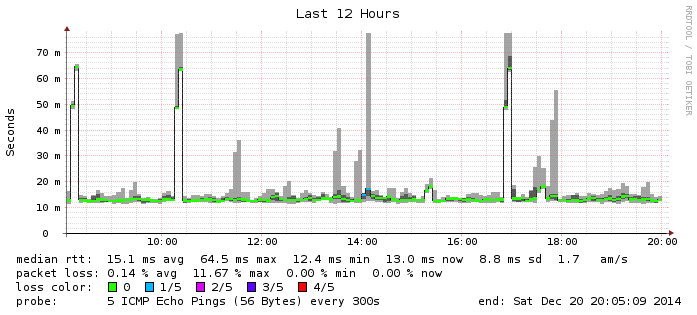 Last 12 Hours
RRDTOOL / TOBI OETIKER
Seconds
70 m
60 m
50 m
40 m
30 m
20 m
10 m
0
10:00 12:00 14:00 16:00 18:00 20:00
median rtt: 15.1 ms avg 64.5 ms max 12.4 ms min 13.0 ms now 8.8 ms sd 1.7 am/s
packet loss: 0.14 % avg 11.67 % max 0.00 % min 0.00 % now
loss color: 0 1/5 2/5 3/5 4/5
probe: 5 ICMP Echo Pings (56 Bytes) every 300s end: Sat Dec 20 20:05:09 2014